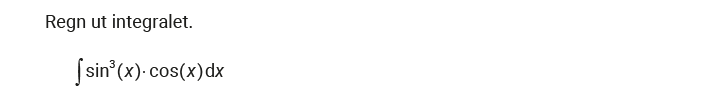 Regn ut integralet.
∫sin³(x)·cos(x)dx